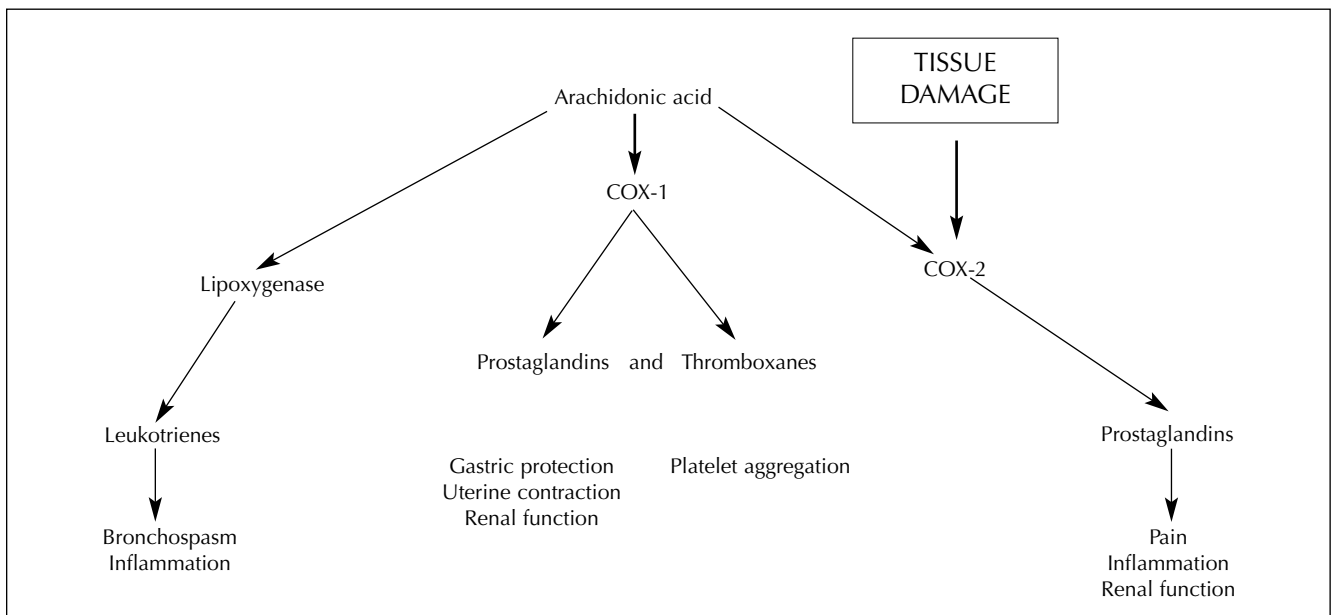 TISSUE
DAMAGE
Arachidonic acid
COX-1
COX-2
Lipoxygenase
Prostaglandins and Thromboxanes
Leukotrienes
Prostaglandins
Gastric protection
Uterine contraction
Renal function
Platelet aggregation
Bronchospasm
Inflammation
Pain
Inflammation
Renal function